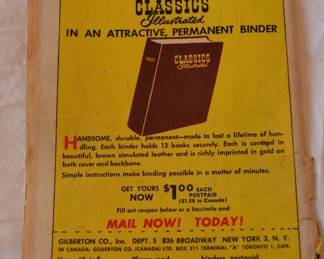 CLASSICS
Illustrated
IN AN ATTRACTIVE, PERMANENT BINDER
CLASSICS
Illustrated
HANDSOME, durable, permanent—made to last a lifetime of han-
dling. Each binder holds 12 books securely. Each is covered in
beautiful, brown simulated leather and is richly imprinted in gold on
both cover and backbone.
Simple instructions make binding possible in a matter of minutes.
GET YOURS NOW $1.00 EACH POSTPAID
($1.50 in Canada)
Fill out coupon below or a facsimile and
MAIL NOW! TODAY!
GILBERTON CO., Inc. DEPT. S 826 BROADWAY NEW YORK 3, N. Y.
IN CANADA: GILBERTON CO. (CANADA) LTD. BOX 311 TERMINAL "A" TORONTO 1, CAN.
binders postpaid.